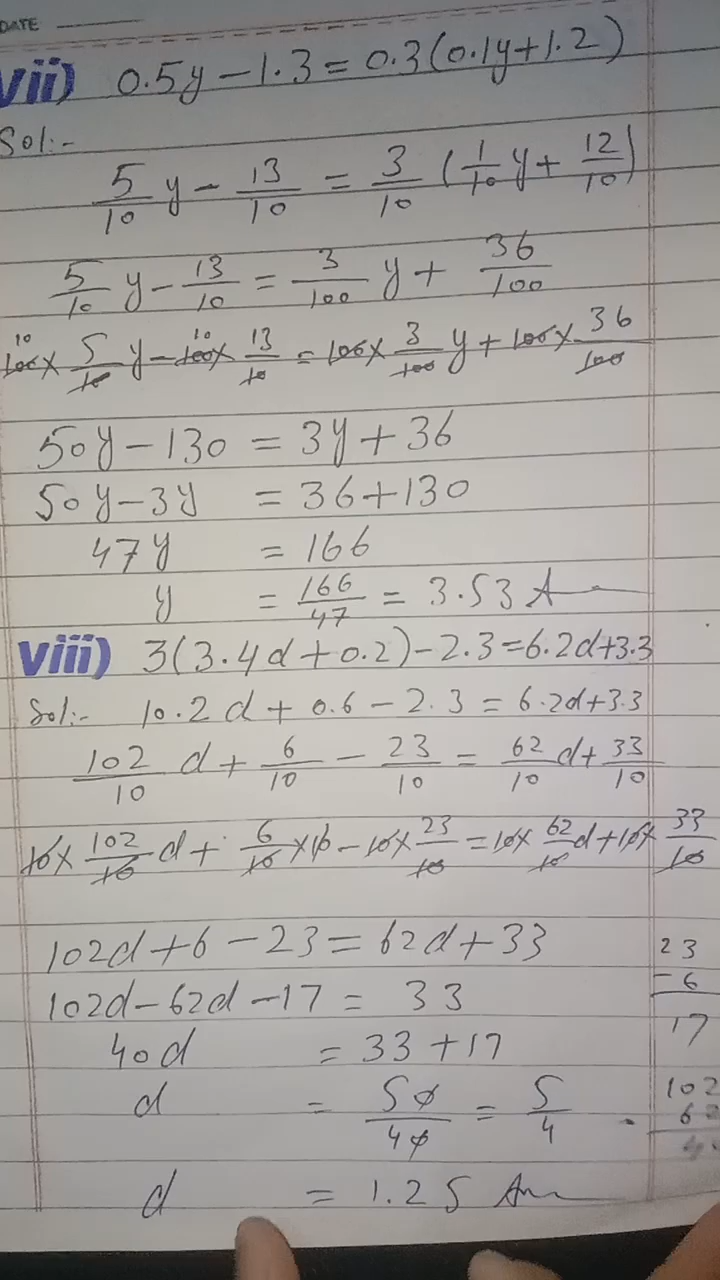 DATE
vii) 0.5y - 1.3 = 0.3(0.1y + 1.2)
Sol:-
5/10 y - 13/10 = 3/10 (1/10 y + 12/10)
5/10 y - 13/10 = 3/100 y + 36/100
10 10
100 × 5/10 y - 100 × 13/10 = 100 × 3/100 y + 100 × 36/100
50y - 130 = 3y + 36
50y - 3y = 36 + 130
47y = 166
y = 166/47 = 3.53 A
viii) 3(3.4d + 0.2) - 2.3 = 6.2d + 3.3
Sol:- 10.2d + 0.6 - 2.3 = 6.2d + 3.3
102/10 d + 6/10 - 23/10 = 62/10 d + 33/10
10 × 102/10 d + 6/10 × 10 - 10 × 23/10 = 10 × 62/10 d + 10 × 33/10
102d + 6 - 23 = 62d + 33
23
102d - 62d - 17 = 33
- 6
40d = 33 + 17
17
d = 50/40 = 5/4
102
62
d = 1.25 An